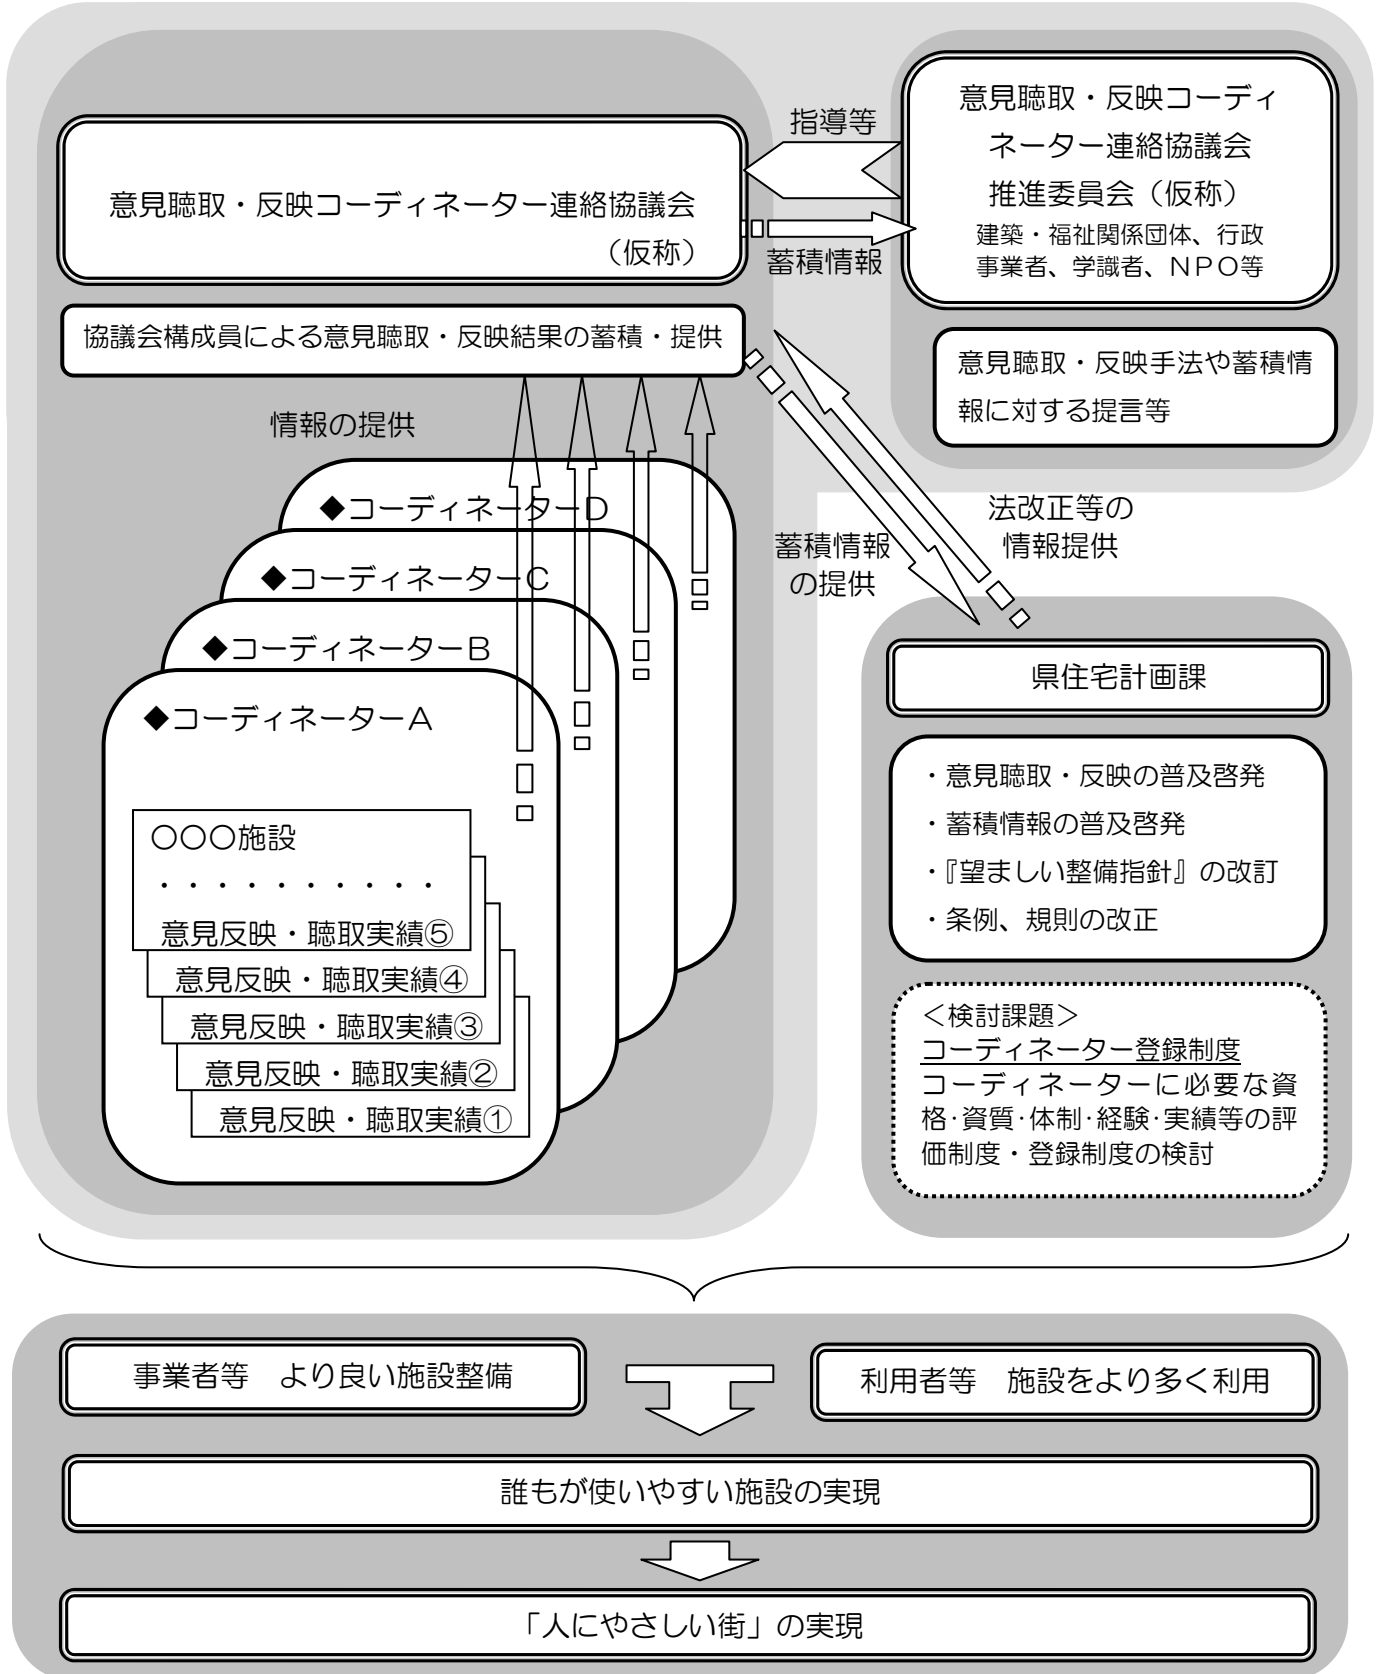 意見聴取・反映コーディネーター連絡協議会
（仮称）
協議会構成員による意見聴取・反映結果の蓄積・提供
指導等
蓄積情報
意見聴取・反映コーディ
ネーター連絡協議会
推進委員会（仮称）
建築・福祉関係団体、行政
事業者、学識者、ＮＰＯ等
意見聴取・反映手法や蓄積情
報に対する提言等
情報の提供
◆コーディネーターＤ
◆コーディネーターＣ
◆コーディネーターＢ
◆コーディネーターＡ
〇〇〇施設
・・・・・・・・・・
意見反映・聴取実績⑤
意見反映・聴取実績④
意見反映・聴取実績③
意見反映・聴取実績②
意見反映・聴取実績①
蓄積情報
の提供
法改正等の
情報提供
県住宅計画課
・意見聴取・反映の普及啓発
・蓄積情報の普及啓発
・『望ましい整備指針』の改訂
・条例、規則の改正
＜検討課題＞
コーディネーター登録制度
コーディネーターに必要な資
格・資質・体制・経験・実績等の評
価制度・登録制度の検討
事業者等　より良い施設整備
利用者等　施設をより多く利用
誰もが使いやすい施設の実現
「人にやさしい街」の実現